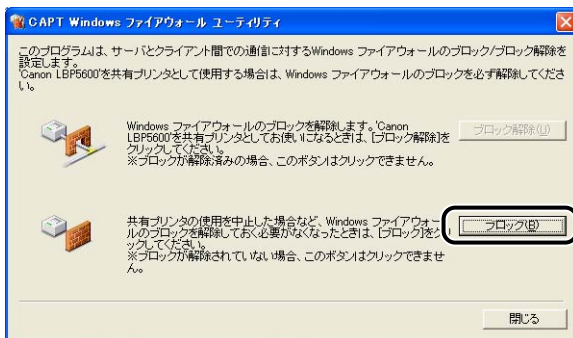 CAPT Windows ファイアウォール ユーティリティ
このプログラムは、サーバとクライアント間での通信に対するWindows ファイアウォールのブロック/ブロック解除を
設定します。
'Canon LBP5600'を共有プリンタとして使用する場合は、Windows ファイアウォールのブロックを必ず解除してくださ
い。
Windows ファイアウォールのブロックを解除します。'Canon
LBP5600'を共有プリンタとしてお使いになるときは、[ブロック解除]を
クリックしてください。
※ブロックが解除済みの場合、このボタンはクリックできません。
ブロック解除(U)
共有プリンタの使用を中止した場合など、Windows ファイアウォー
ルのブロックを解除しておく必要がなくなったときは、[ブロック]をクリ
ックしてください。
※ブロックが解除されていない場合、このボタンはクリックできませ
ん。
ブロック(B)
閉じる